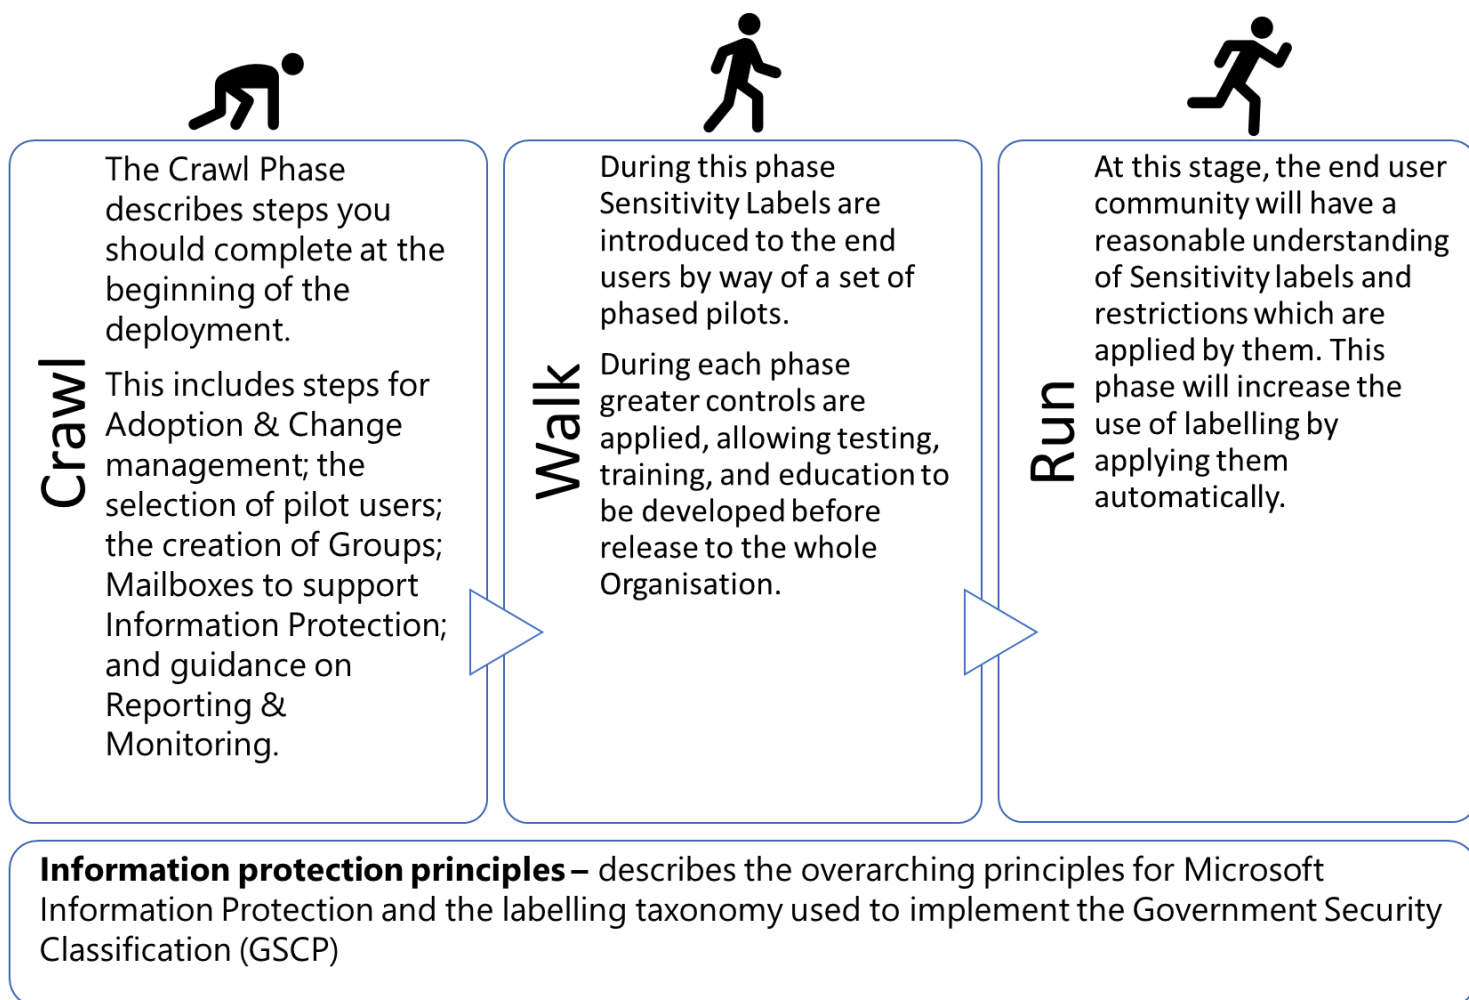 Crawl
The Crawl Phase
describes steps you
should complete at the
beginning of the
deployment.
This includes steps for
Adoption & Change
management; the
selection of pilot users;
the creation of Groups;
Mailboxes to support
Information Protection;
and guidance on
Reporting &
Monitoring.
Walk
During this phase
Sensitivity Labels are
introduced to the end
users by way of a set of
phased pilots.
During each phase
greater controls are
applied, allowing testing,
training, and education to
be developed before
release to the whole
Organisation.
Run
At this stage, the end user
community will have a
reasonable understanding
of Sensitivity labels and
restrictions which are
applied by them. This
phase will increase the
use of labelling by
applying them
automatically.
Information protection principles – describes the overarching principles for Microsoft
Information Protection and the labelling taxonomy used to implement the Government Security
Classification (GSCP)